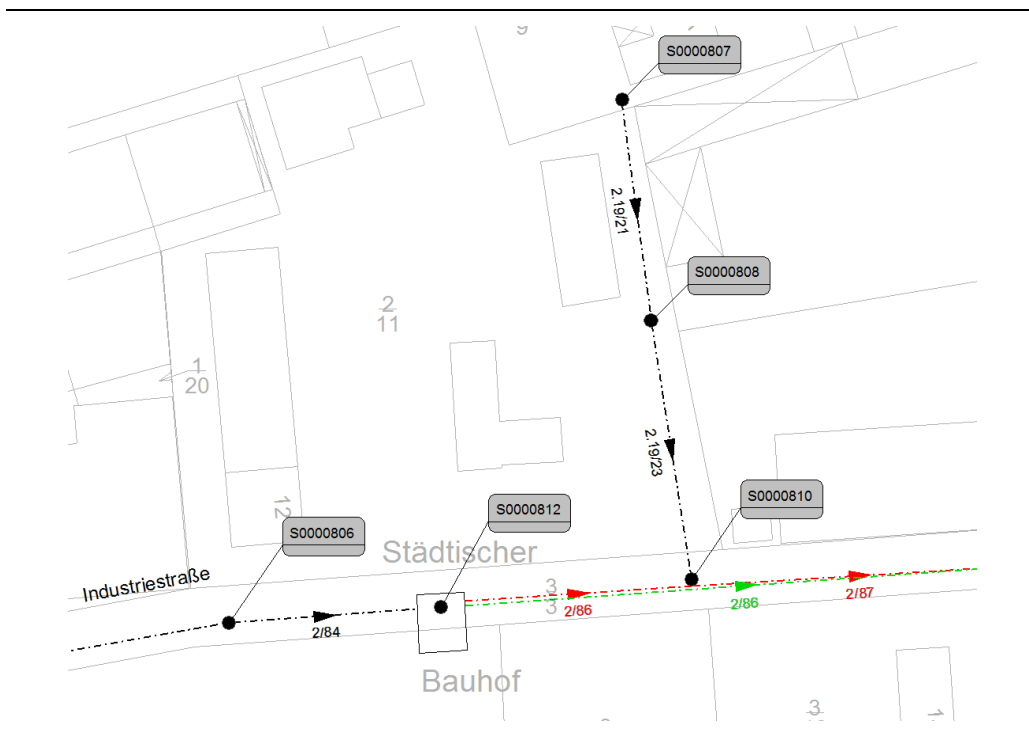 9
S0000807
2.19/21
S0000808
2
11
1
20
2.19/23
S0000810
S0000812
12
S0000806
Städtischer
Industriestraße
3
3
2/86
2/86
2/87
2/84
Bauhof
3